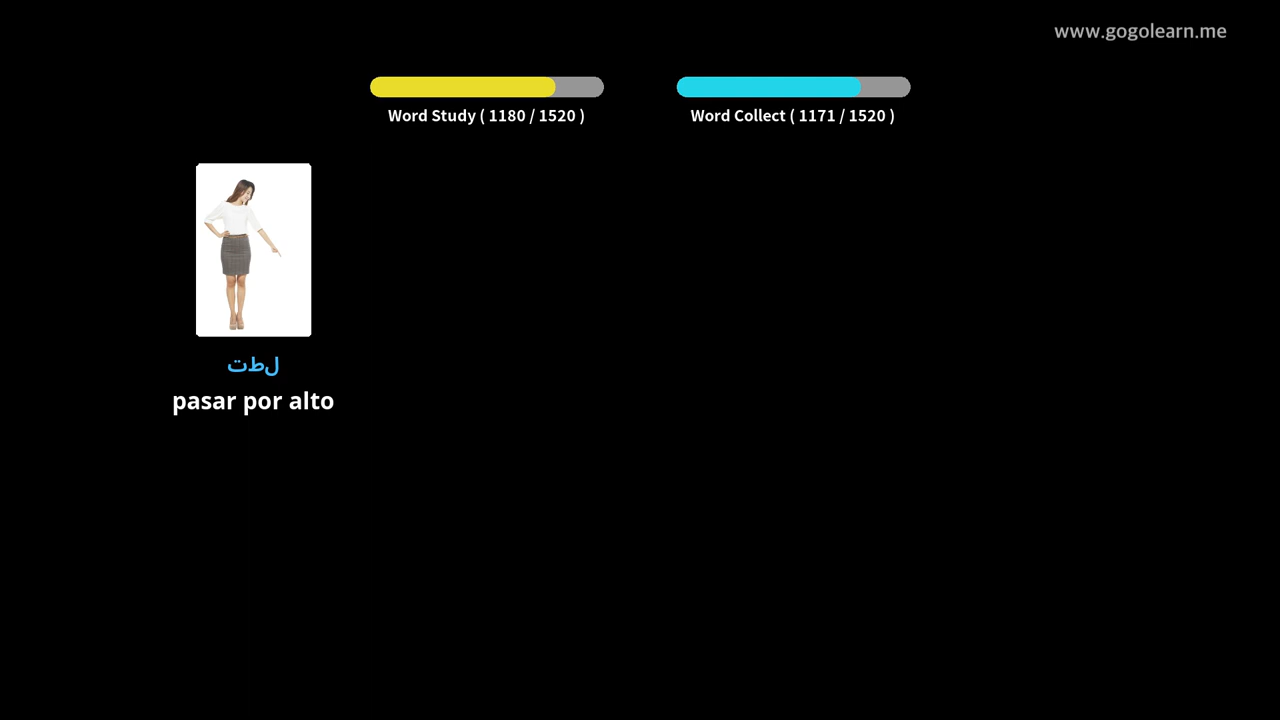 www.gogolearn.me
Word Study ( 1180 / 1520 )
Word Collect ( 1171 / 1520 )
لطت
pasar por alto